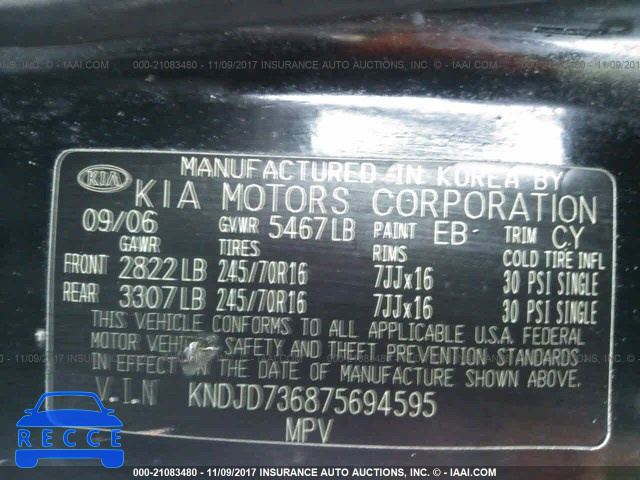 000-21083480 - 11/09/2017 INSURANCE AUTO AUCTIONS, INC. - © IAAI.COM
MANUFACTURED IN KOREA BY
KIA KIA MOTORS CORPORATION
09/06 GVWR 5467LB PAINT EB TRIM CY
GAWR TIRES RIMS COLD TIRE INFL
FRONT 2822LB 245/70R16 7JJx16 30 PSI SINGLE
REAR 3307LB 245/70R16 7JJx16 30 PSI SINGLE
THIS VEHICLE CONFORMS TO ALL APPLICABLE U.S.A. FEDERAL
MOTOR VEHICLE SAFETY AND THEFT PREVENTION STANDARDS
IN EFFECT ON THE DATE OF MANUFACTURE SHOWN ABOVE.
V.I.N KNDJD736875694595
MPV
RECCE
000-21083480 - 11/09/2017 INSURANCE AUTO AUCTIONS, INC. - © IAAI.COM